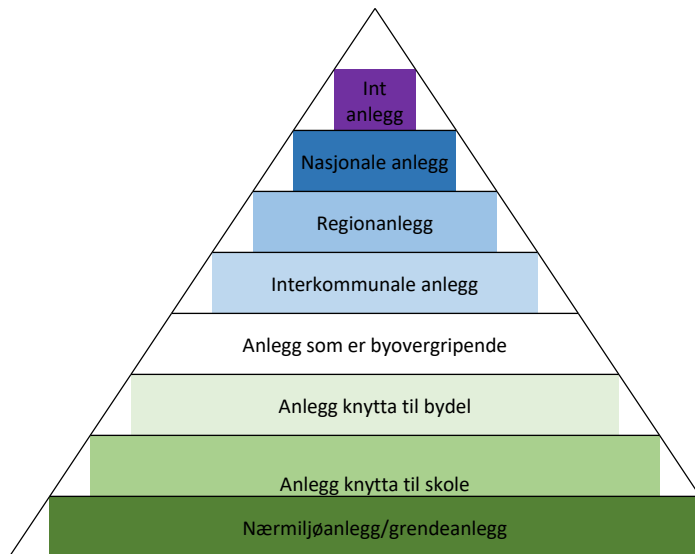 Int
anlegg
Nasjonale anlegg
Regionanlegg
Interkommunale anlegg
Anlegg som er byovergripende
Anlegg knytta til bydel
Anlegg knytta til skole
Nærmiljøanlegg/grendeanlegg